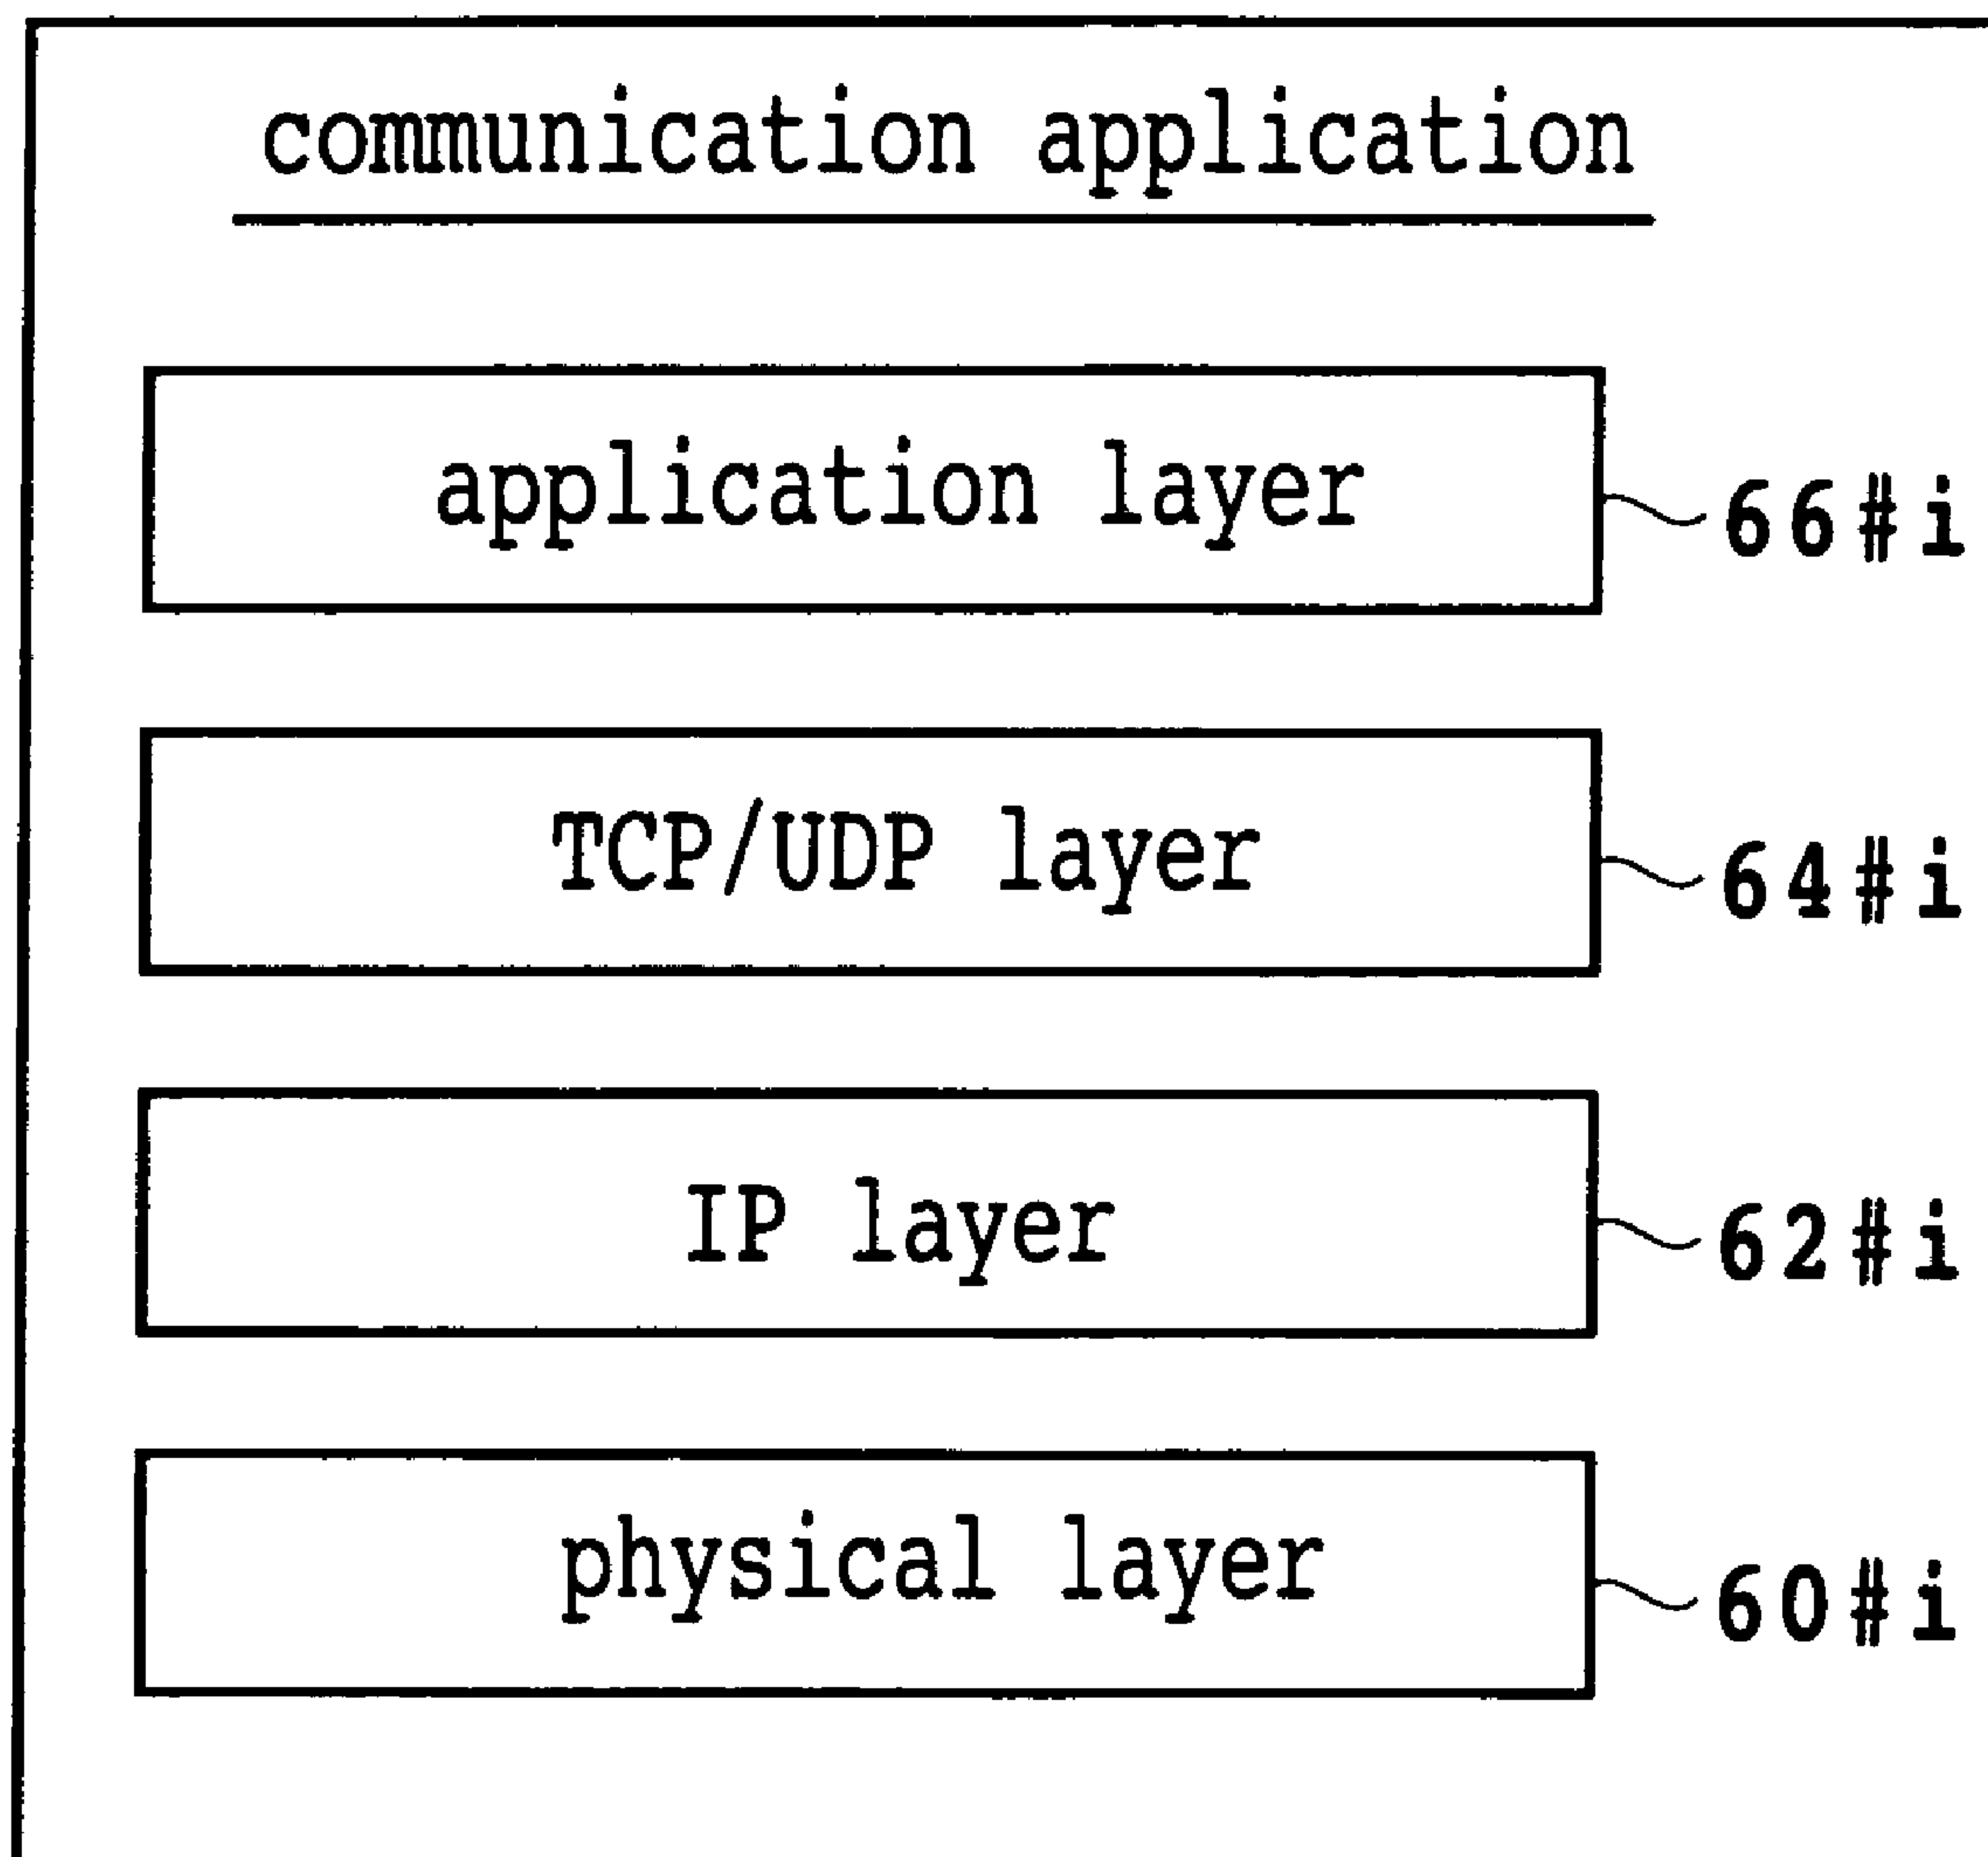 communication application
application layer
66#i
TCP/UDP layer
64#i
IP layer
62#i
physical layer
60#i